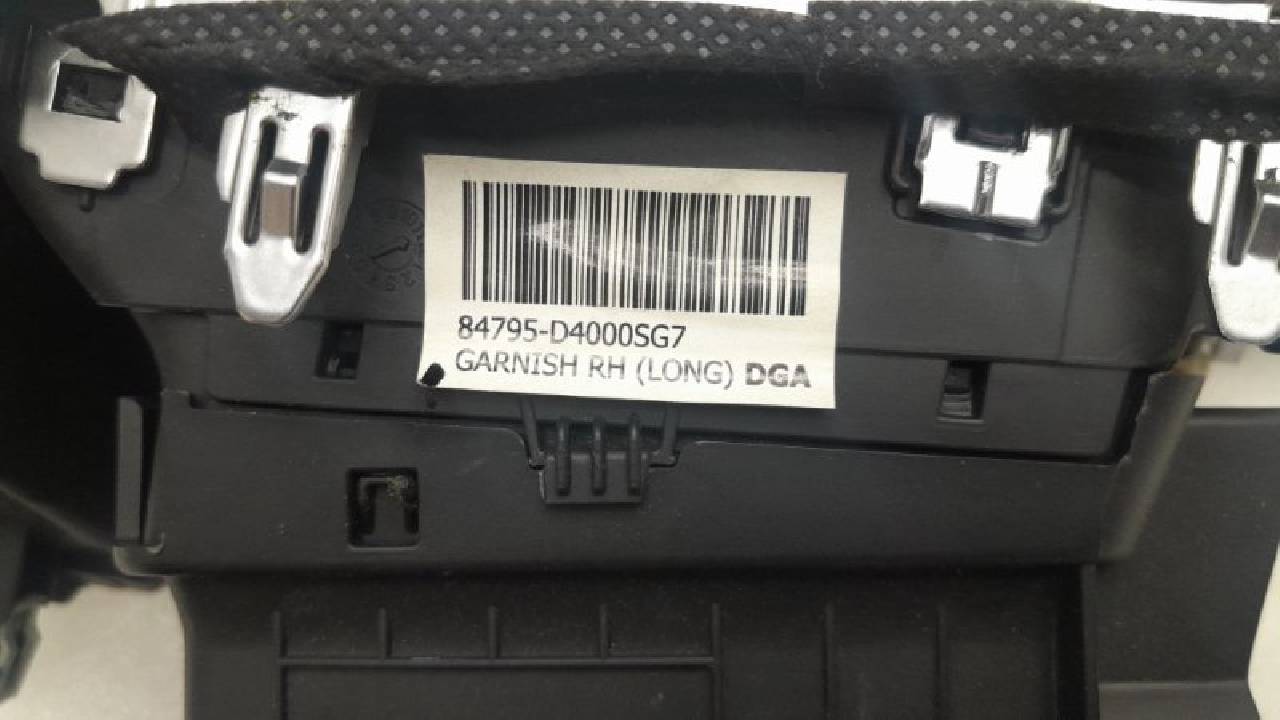 84795-D4000SG7
GARNISH RH (LONG) DGA